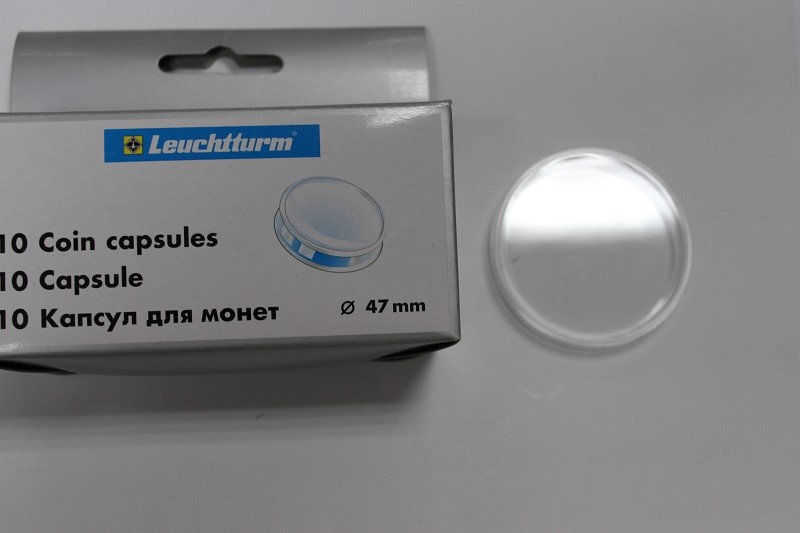 Leuchtturm®
10 Coin capsules
10 Capsule
10 Капсул для монет
Ø 47 mm